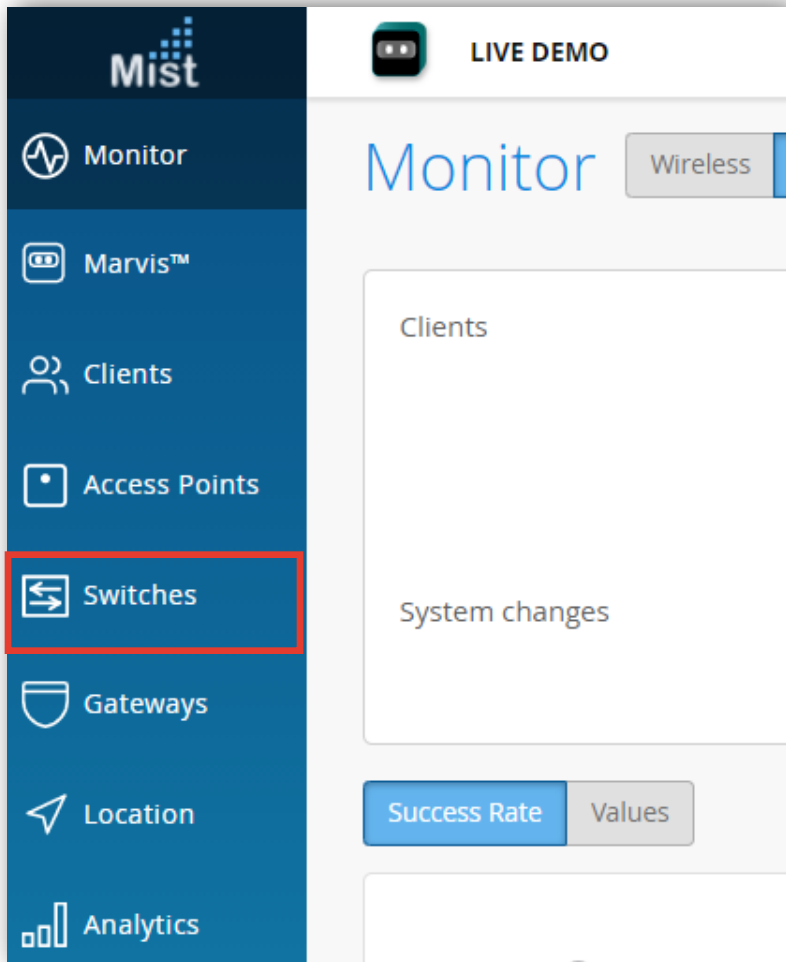 Mist
LIVE DEMO
Monitor
Marvis™
Clients
Access Points
Switches
Gateways
Location
Analytics
Monitor
Wireless
Clients
System changes
Success Rate
Values